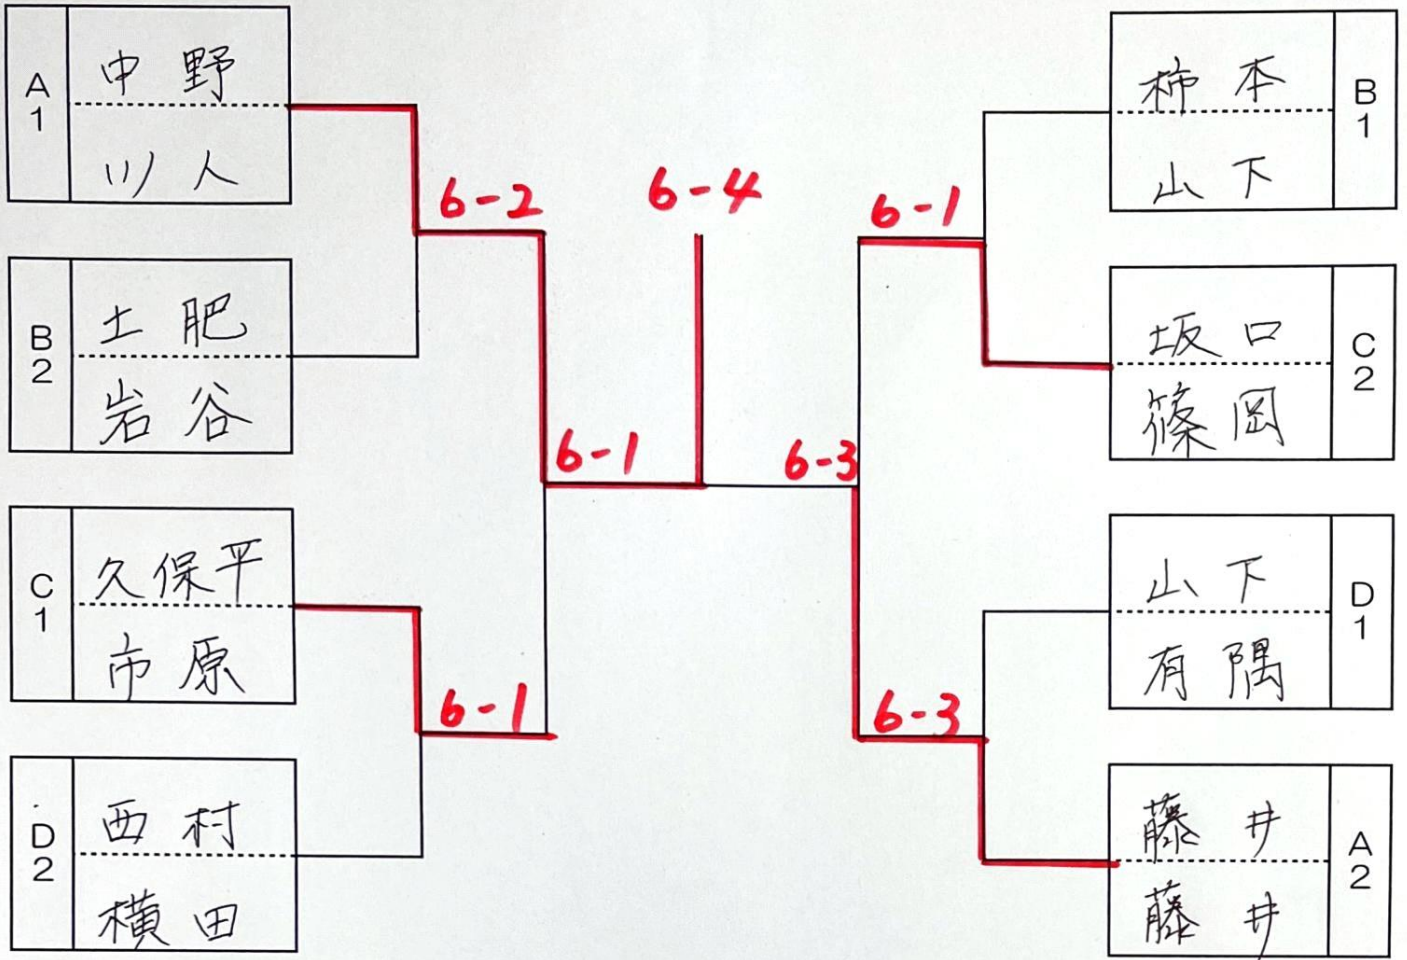 A1
中野
川人
B2
土肥
岩谷
C1
久保平
市原
D2
西村
横田
6-2
6-1
6-1
6-4
6-3
6-1
6-3
柿本
山下
B1
坂口
篠岡
C2
山下
有隅
D1
藤井
藤井
A2